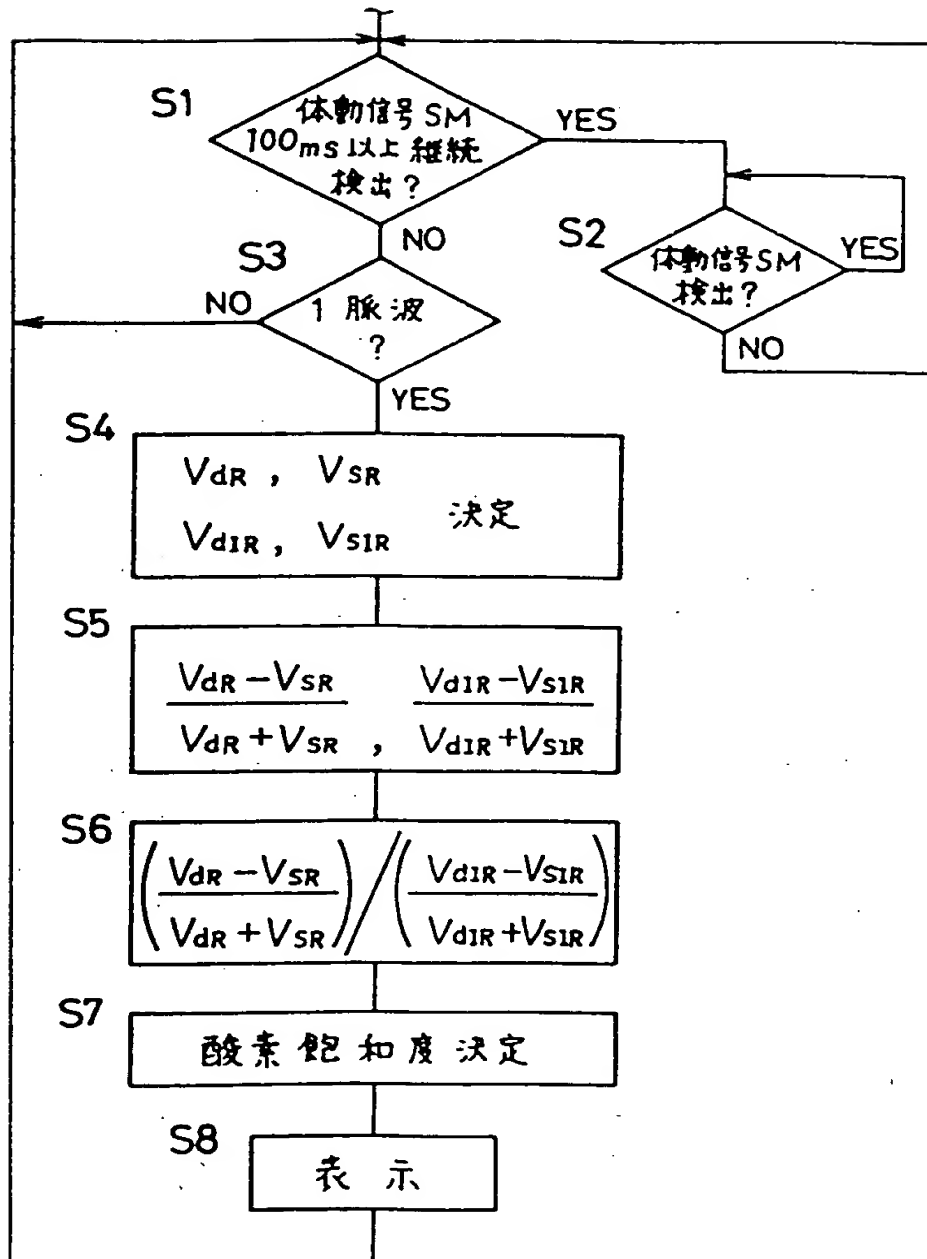 S1
体動信号SM
100ms以上継続
検出?
YES
NO
S2
体動信号SM
検出?
YES
NO
S3
1脈波
?
NO
YES
S4
VdR , VSR
VdIR , VSIR
決定
S5
VdR−VSR
VdR+VSR
,
VdIR−VSIR
VdIR+VSIR
S6
(VdR−VSR
VdR+VSR)
/
(VdIR−VSIR
VdIR+VSIR)
S7
酸素飽和度決定
S8
表示